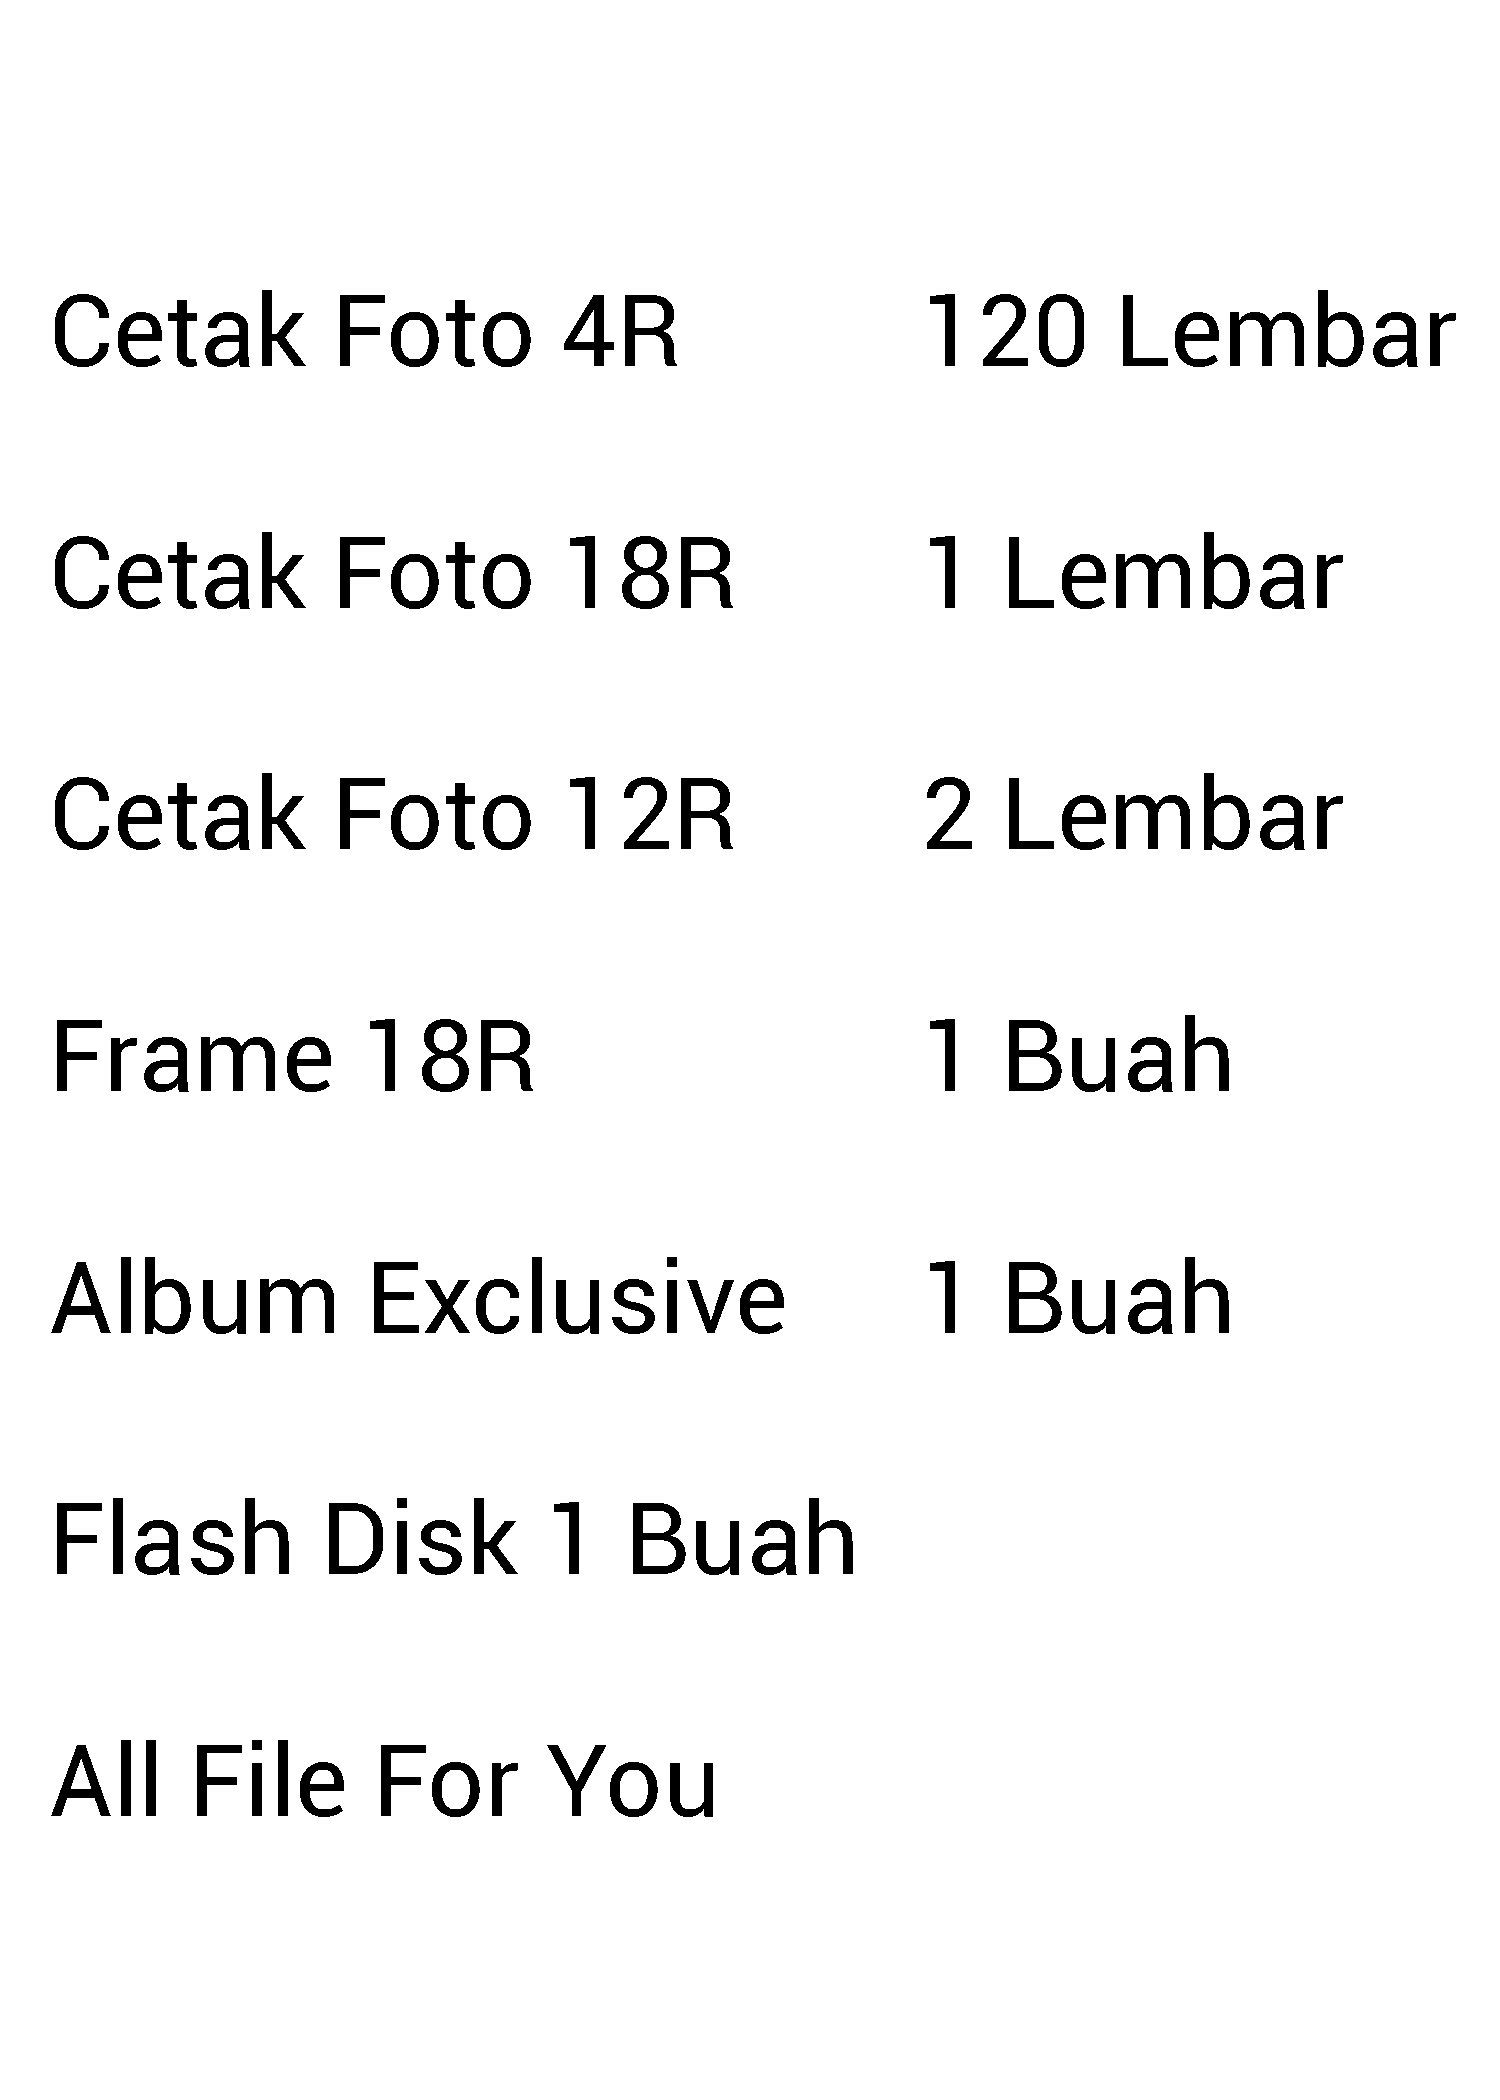 Cetak Foto 4R 120 Lembar
Cetak Foto 18R 1 Lembar
Cetak Foto 12R 2 Lembar
Frame 18R 1 Buah
Album Exclusive 1 Buah
Flash Disk 1 Buah
All File For You